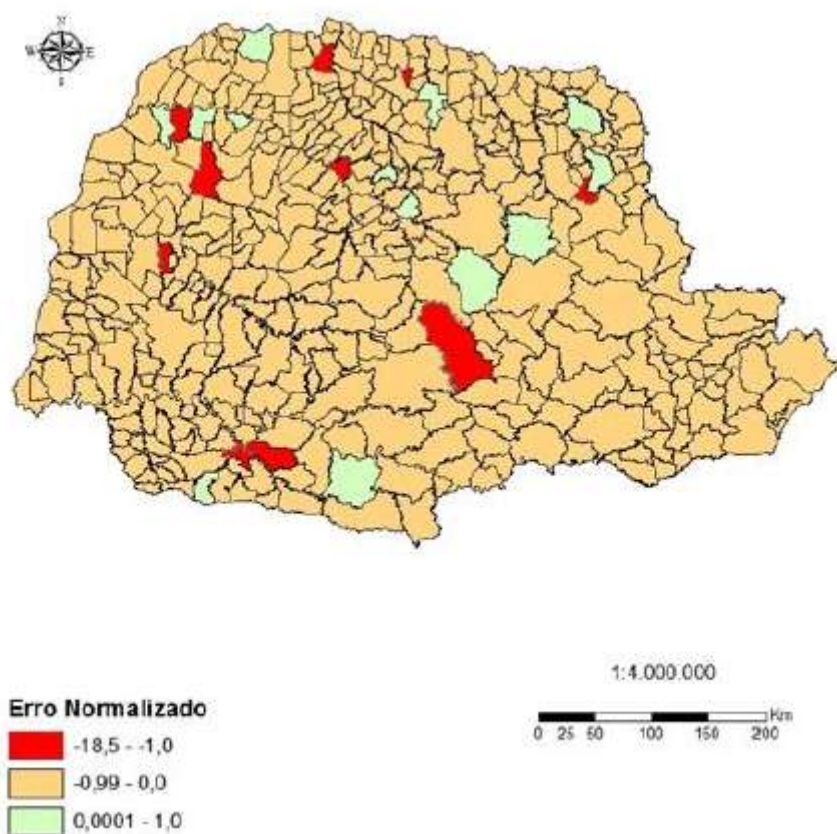 N
W E
S
1:4.000.000
Km
0 25 50 100 150 200
Erro Normalizado
-18,5 - -1,0
-0,99 - 0,0
0,0001 - 1,0